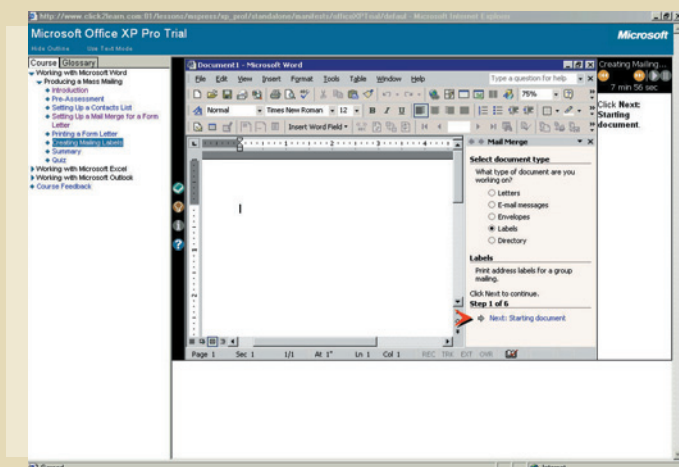 http://www.click2learn.com:81/lessons/mspress/xp_prof/standalone/manifests/officeXPTrial/defaul - Microsoft Internet Explorer
Microsoft Office XP Pro Trial
Microsoft
Hide Outline Use Text Mode
Course Glossary
Working with Microsoft Word
Producing a Mass Mailing
Introduction
Pre-Assessment
Setting Up a Contacts List
Setting Up a Mail Merge for a Form
Letter
Printing a Form Letter
Creating Mailing Labels
Summary
Quiz
Working with Microsoft Excel
Working with Microsoft Outlook
Course Feedback
Document1 - Microsoft Word
File Edit View Insert Format Tools Table Window Help
Type a question for help
75%
Normal Times New Roman 12 B I U
Insert Word Field
Mail Merge
Select document type
What type of document are you
working on?
Letters
E-mail messages
Envelopes
Labels
Directory
Labels
Print address labels for a group
mailing.
Click Next to continue.
Step 1 of 6
Next: Starting document
Page 1 Sec 1 1/1 At 1" Ln 1 Col 1 REC TRK EXT OVR
Creating Mailing...
7 min 56 sec
Click Next:
Starting
document.
Internet